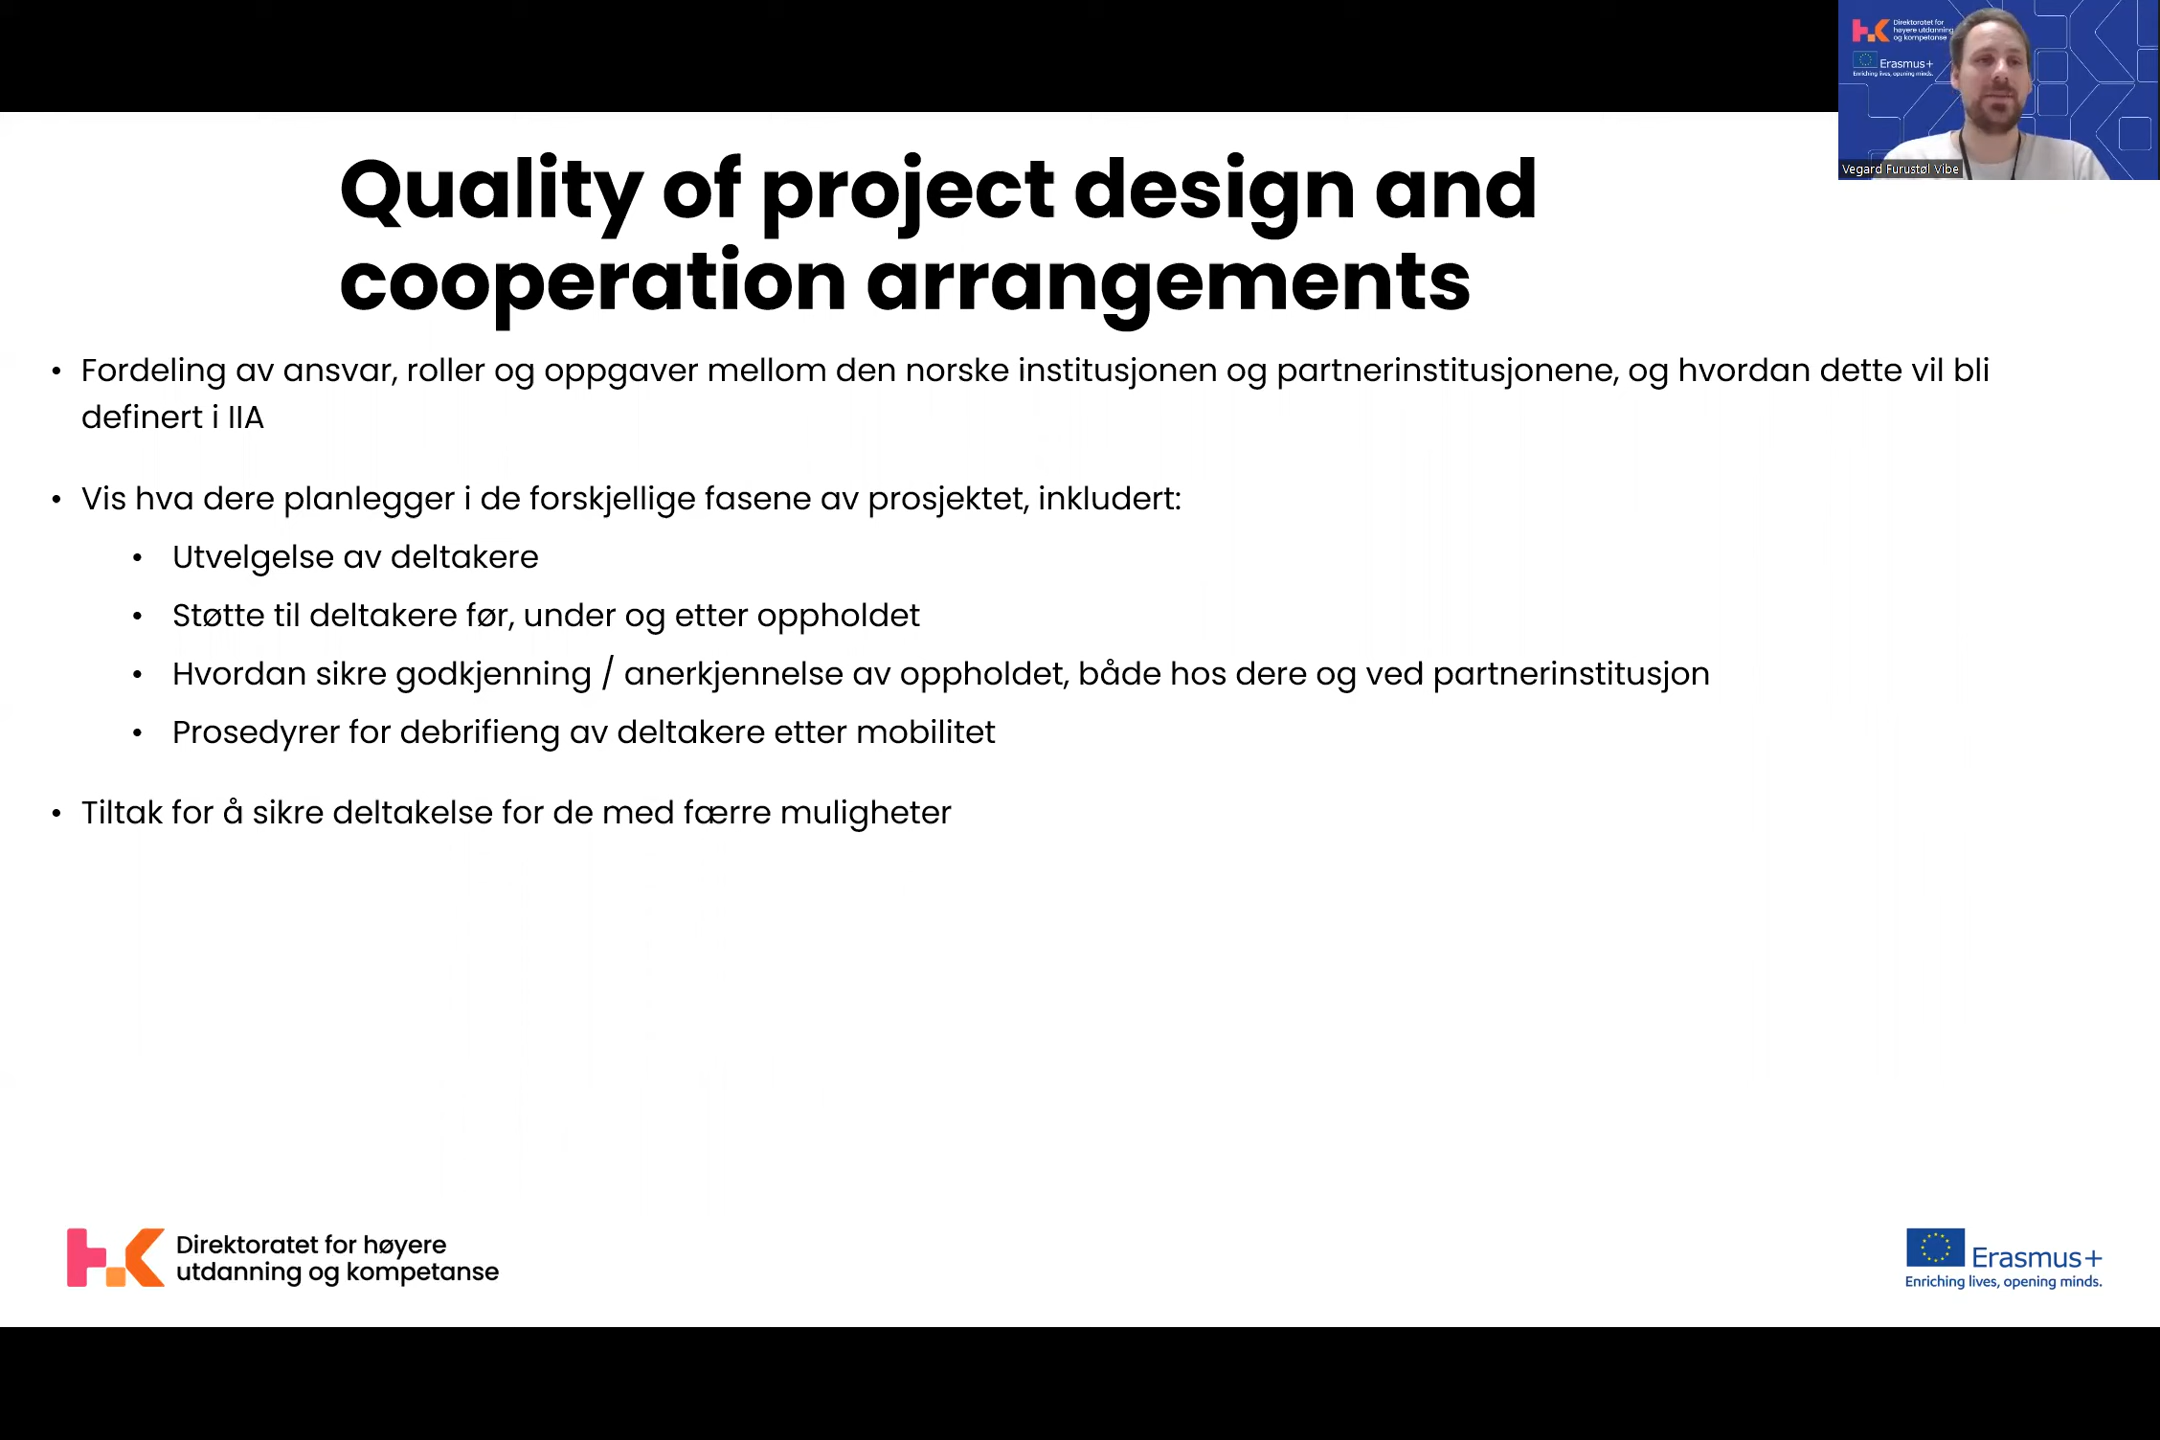 Direktoratet for
høyere utdanning
og kompetanse
Erasmus+
Enriching lives, opening minds.
Vegard Furustøl Vibe
Quality of project design and
cooperation arrangements
• Fordeling av ansvar, roller og oppgaver mellom den norske institusjonen og partnerinstitusjonene, og hvordan dette vil bli
definert i IIA
• Vis hva dere planlegger i de forskjellige fasene av prosjektet, inkludert:
• Utvelgelse av deltakere
• Støtte til deltakere før, under og etter oppholdet
• Hvordan sikre godkjenning / anerkjennelse av oppholdet, både hos dere og ved partnerinstitusjon
• Prosedyrer for debrifieng av deltakere etter mobilitet
• Tiltak for å sikre deltakelse for de med færre muligheter
Direktoratet for høyere
utdanning og kompetanse
Erasmus+
Enriching lives, opening minds.